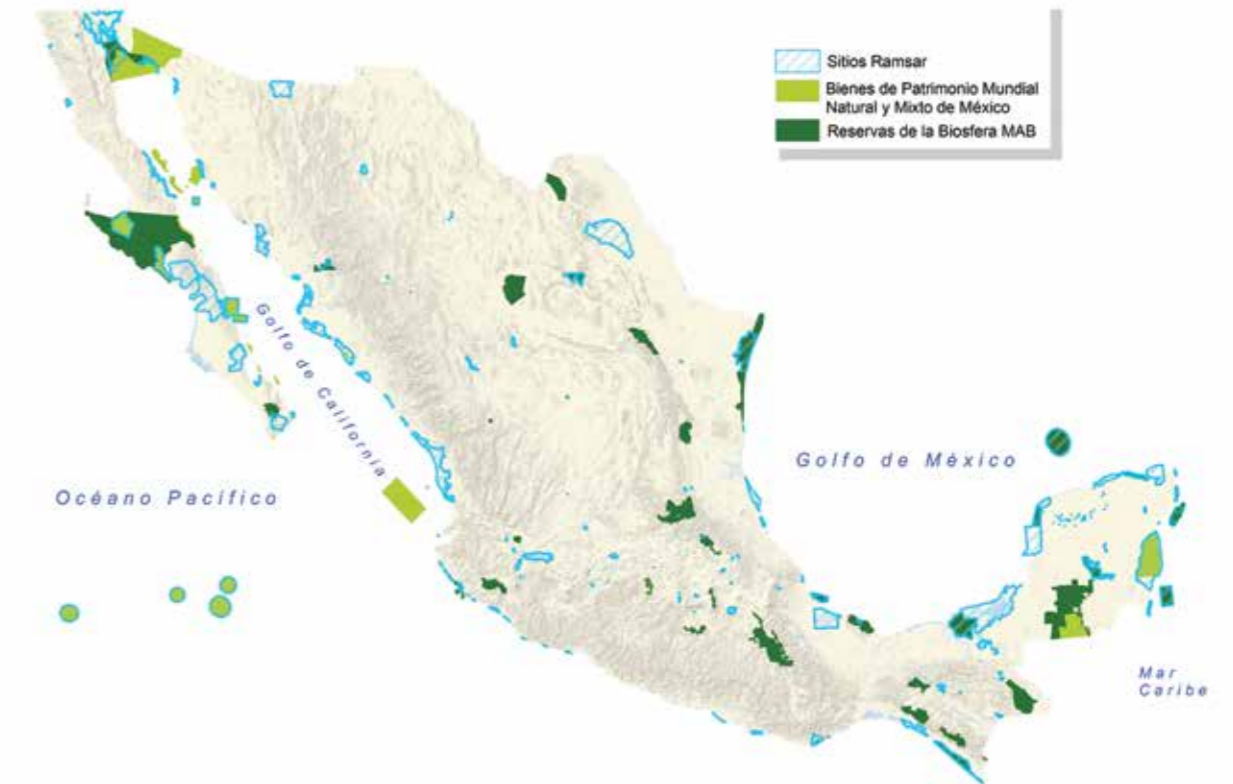 Sitios Ramsar
Bienes de Patrimonio Mundial
Natural y Mixto de México
Reservas de la Biosfera MAB
Golfo de California
Golfo de México
Océano Pacífico
Mar
Caribe